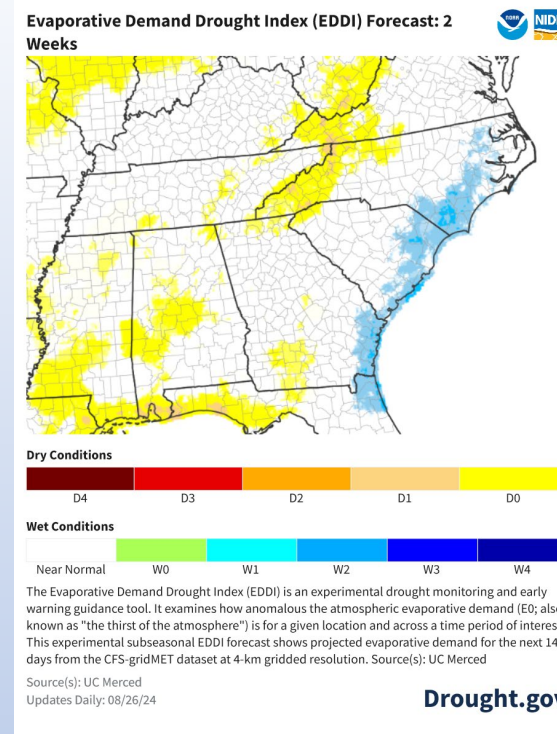 Evaporative Demand Drought Index (EDDI) Forecast: 2
Weeks
NOAA
NID
Dry Conditions
D4
D3
D2
D1
D0
Wet Conditions
Near Normal
W0
W1
W2
W3
W4
The Evaporative Demand Drought Index (EDDI) is an experimental drought monitoring and early
warning guidance tool. It examines how anomalous the atmospheric evaporative demand (E0; als
known as "the thirst of the atmosphere") is for a given location and across a time period of interes
This experimental subseasonal EDDI forecast shows projected evaporative demand for the next 14
days from the CFS-gridMET dataset at 4-km gridded resolution. Source(s): UC Merced
Source(s): UC Merced
Updates Daily: 08/26/24
Drought.gov